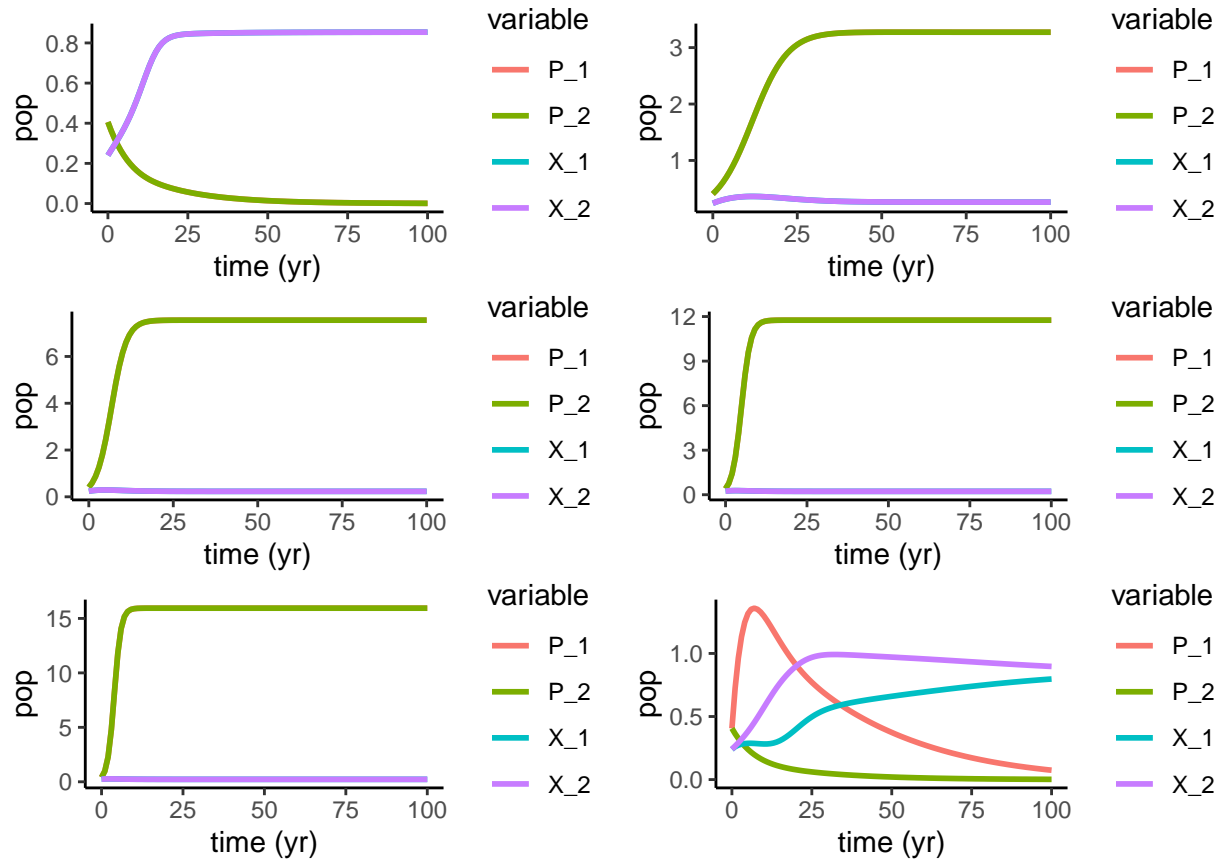 variable
0.8
0.6
0.4
0.2
0.0
pop
0 25 50 75 100
time (yr)
P_1
P_2
X_1
X_2
variable
3
2
1
pop
0 25 50 75 100
time (yr)
P_1
P_2
X_1
X_2
variable
6
4
2
0
pop
0 25 50 75 100
time (yr)
P_1
P_2
X_1
X_2
variable
12
9
6
3
0
pop
0 25 50 75 100
time (yr)
P_1
P_2
X_1
X_2
variable
15
10
5
0
pop
0 25 50 75 100
time (yr)
P_1
P_2
X_1
X_2
variable
1.0
0.5
0.0
pop
0 25 50 75 100
time (yr)
P_1
P_2
X_1
X_2